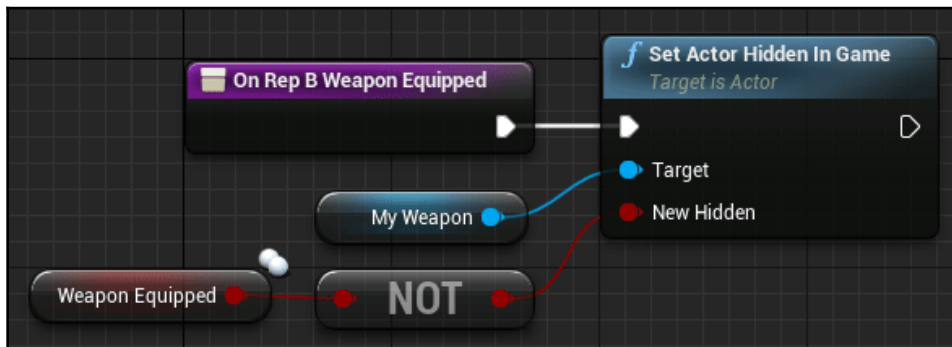 On Rep B Weapon Equipped
f Set Actor Hidden In Game
Target is Actor
Target
My Weapon
New Hidden
Weapon Equipped
NOT